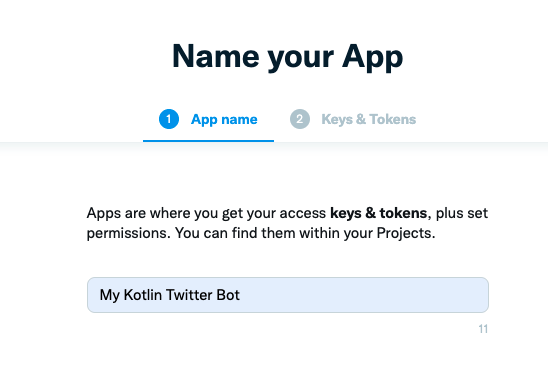 Name your App
1 App name 2 Keys & Tokens
Apps are where you get your access keys & tokens, plus set
permissions. You can find them within your Projects.
My Kotlin Twitter Bot
11